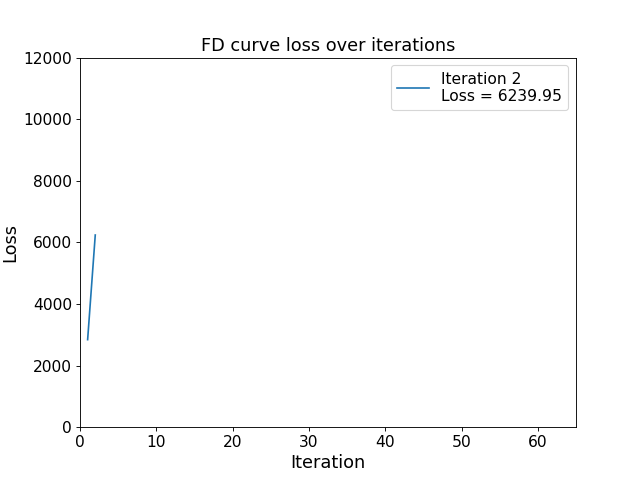 FD curve loss over iterations
12000
10000
8000
6000
4000
2000
0
Loss
Iteration 2
Loss = 6239.95
0 10 20 30 40 50 60
Iteration